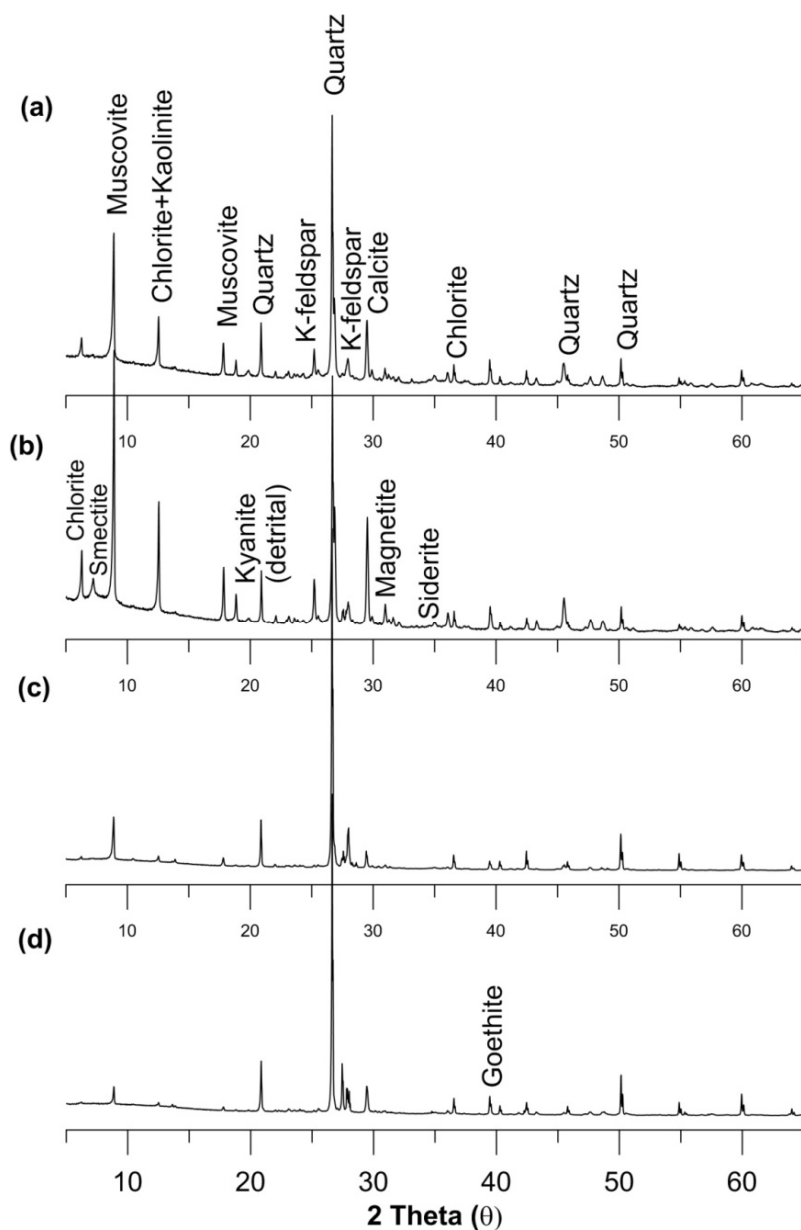 (a)
Muscovite
Chlorite+Kaolinite
Muscovite
Quartz
K-feldspar
Quartz
K-feldspar
Calcite
Chlorite
Quartz
Quartz
10 20 30 40 50 60
(b)
Chlorite
Smectite
Kyanite
(detrital)
Magnetite
Siderite
10 20 30 40 50 60
(c)
10 20 30 40 50 60
(d)
Goethite
10 20 30 40 50 60
2 Theta (θ)